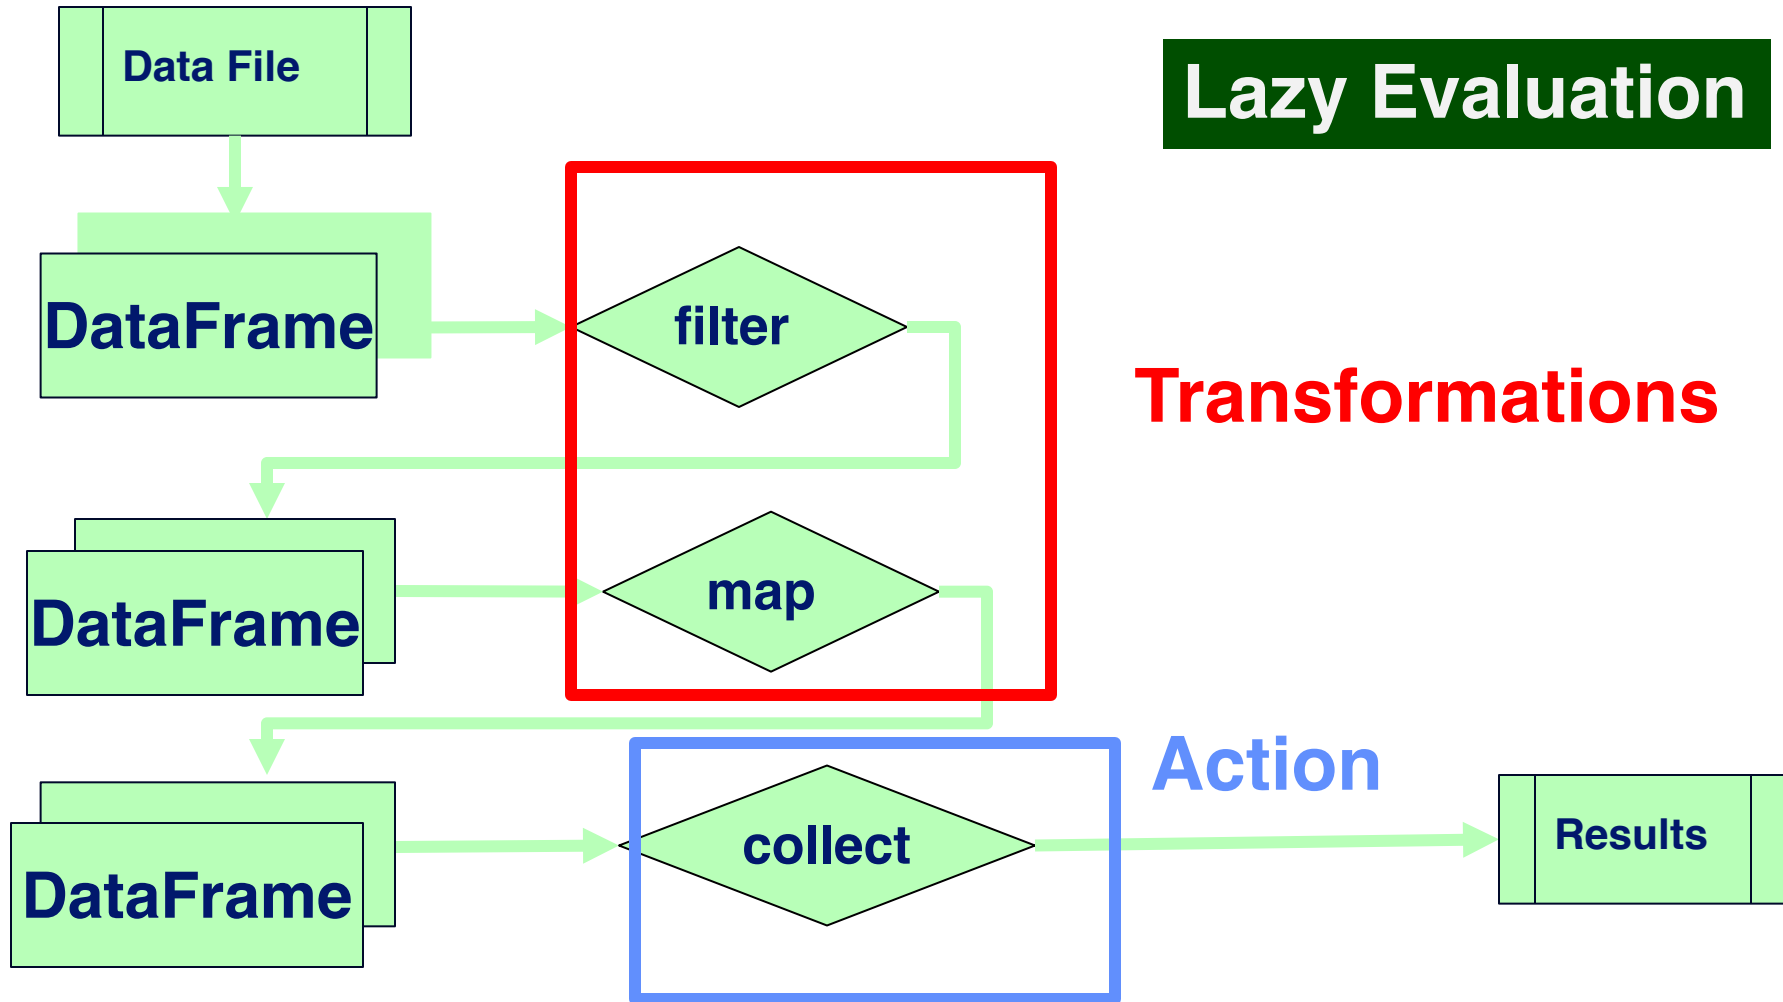 Data File
Lazy Evaluation
DataFrame
filter
Transformations
DataFrame
map
Action
DataFrame
collect
Results